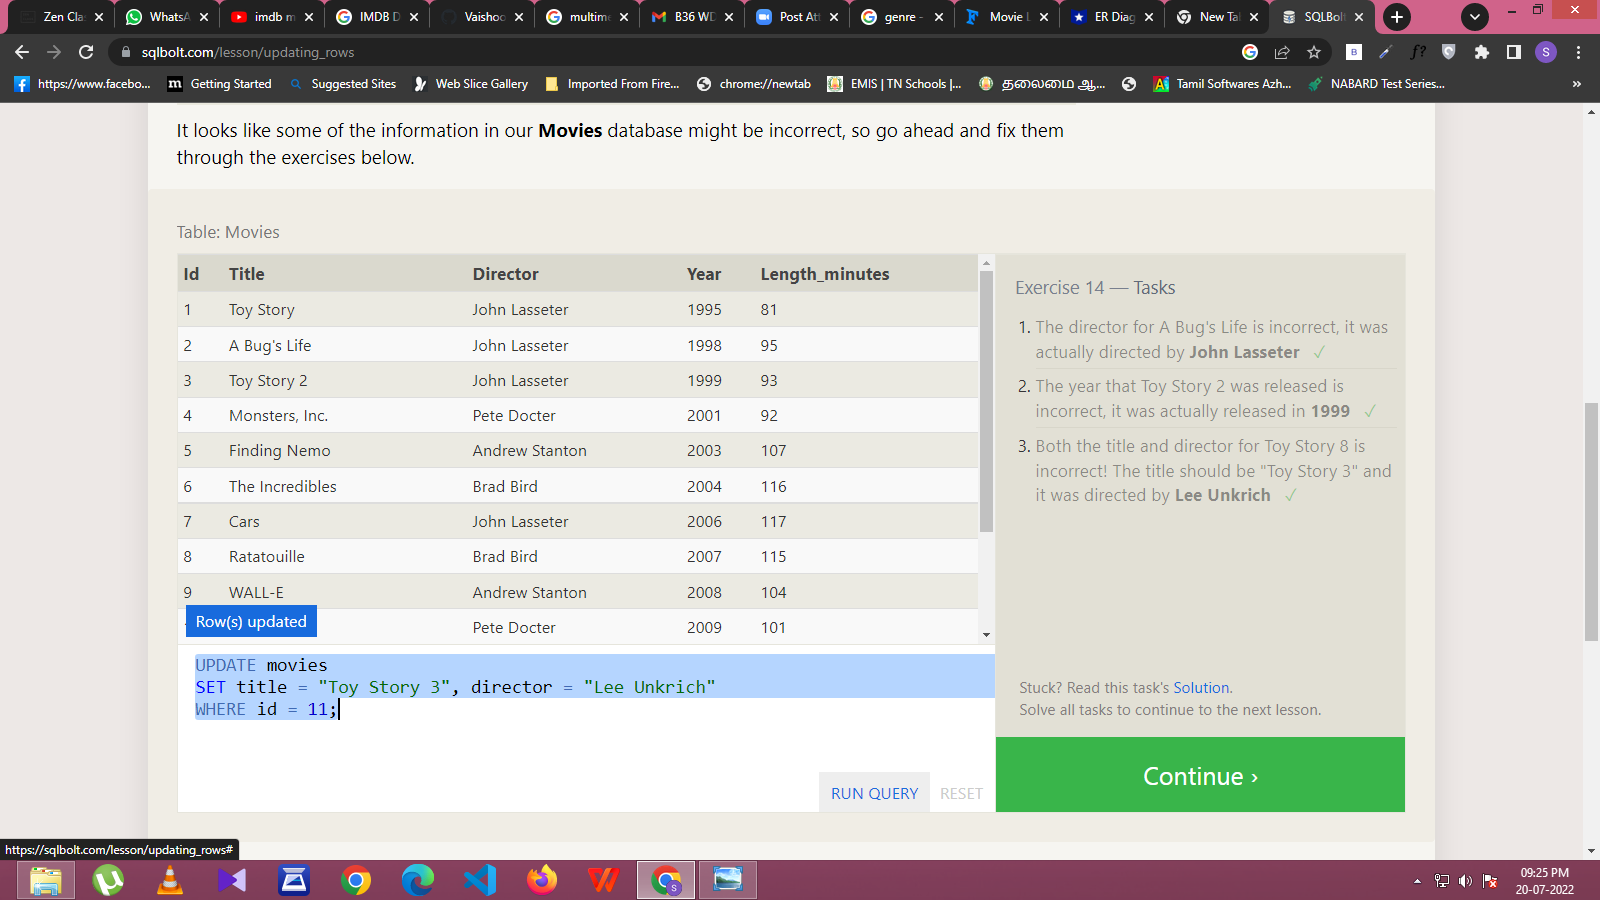 Zen Cla
WhatsA
imdb m
IMDB D
Vaishoo
multime
B36 WD
Post Att
genre -
Movie L
ER Diag
New Tab
SQLBolt
sqlbolt.com/lesson/updating_rows
https://www.facebo...
Getting Started
Suggested Sites
Web Slice Gallery
Imported From Fire...
chrome://newtab
EMIS | TN Schools |...
தலைமை ஆ...
Tamil Softwares Azh...
NABARD Test Series...
»
It looks like some of the information in our Movies database might be incorrect, so go ahead and fix them
through the exercises below.
Table: Movies
Id Title Director Year Length_minutes
1 Toy Story John Lasseter 1995 81
2 A Bug's Life John Lasseter 1998 95
3 Toy Story 2 John Lasseter 1999 93
4 Monsters, Inc. Pete Docter 2001 92
5 Finding Nemo Andrew Stanton 2003 107
6 The Incredibles Brad Bird 2004 116
7 Cars John Lasseter 2006 117
8 Ratatouille Brad Bird 2007 115
9 WALL-E Andrew Stanton 2008 104
Pete Docter 2009 101
Row(s) updated
UPDATE movies
SET title = "Toy Story 3", director = "Lee Unkrich"
WHERE id = 11;
RUN QUERY RESET
Exercise 14 — Tasks
1. The director for A Bug's Life is incorrect, it was
actually directed by John Lasseter ✓
2. The year that Toy Story 2 was released is
incorrect, it was actually released in 1999 ✓
3. Both the title and director for Toy Story 8 is
incorrect! The title should be "Toy Story 3" and
it was directed by Lee Unkrich ✓
Stuck? Read this task's Solution.
Solve all tasks to continue to the next lesson.
Continue ›
https://sqlbolt.com/lesson/updating_rows#
09:25 PM
20-07-2022